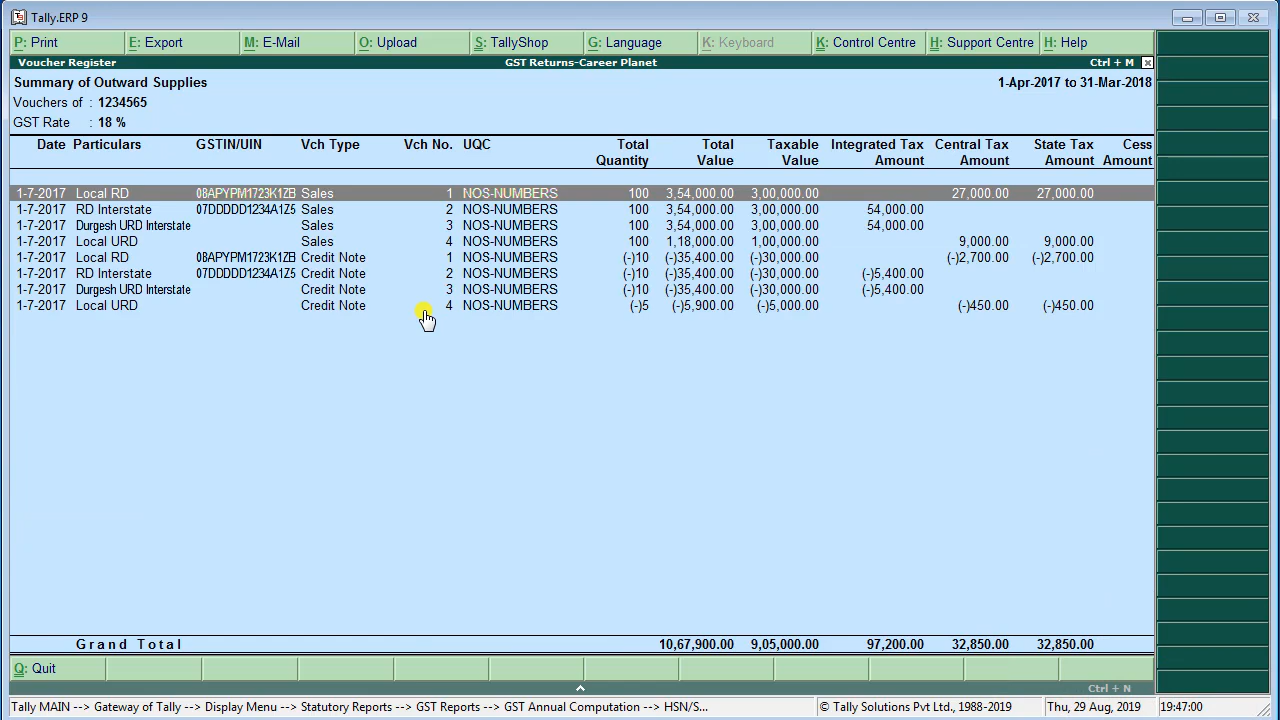 Tally.ERP 9
P: Print E: Export M: E-Mail O: Upload S: TallyShop G: Language K: Keyboard K: Control Centre H: Support Centre H: Help
Voucher Register GST Returns-Career Planet Ctrl + M
Summary of Outward Supplies 1-Apr-2017 to 31-Mar-2018
Vouchers of : 1234565
GST Rate : 18 %
Date Particulars GSTIN/UIN Vch Type Vch No. UQC Total Total Taxable Integrated Tax Central Tax State Tax Cess
Quantity Value Value Amount Amount Amount Amount
1-7-2017 Local RD 08APYPM1723K1ZB Sales 1 NOS-NUMBERS 100 3,54,000.00 3,00,000.00 27,000.00 27,000.00
1-7-2017 RD Interstate 07DDDDD1234A1Z5 Sales 2 NOS-NUMBERS 100 3,54,000.00 3,00,000.00 54,000.00
1-7-2017 Durgesh URD Interstate Sales 3 NOS-NUMBERS 100 3,54,000.00 3,00,000.00 54,000.00
1-7-2017 Local URD Sales 4 NOS-NUMBERS 100 1,18,000.00 1,00,000.00 9,000.00 9,000.00
1-7-2017 Local RD 08APYPM1723K1ZB Credit Note 1 NOS-NUMBERS (-)10 (-)35,400.00 (-)30,000.00 (-)2,700.00 (-)2,700.00
1-7-2017 RD Interstate 07DDDDD1234A1Z5 Credit Note 2 NOS-NUMBERS (-)10 (-)35,400.00 (-)30,000.00 (-)5,400.00
1-7-2017 Durgesh URD Interstate Credit Note 3 NOS-NUMBERS (-)10 (-)35,400.00 (-)30,000.00 (-)5,400.00
1-7-2017 Local URD Credit Note 4 NOS-NUMBERS (-)5 (-)5,900.00 (-)5,000.00 (-)450.00 (-)450.00
Grand Total 10,67,900.00 9,05,000.00 97,200.00 32,850.00 32,850.00
Q: Quit
Ctrl + N
Tally MAIN --> Gateway of Tally --> Display Menu --> Statutory Reports --> GST Reports --> GST Annual Computation --> HSN/S... © Tally Solutions Pvt Ltd., 1988-2019 Thu, 29 Aug, 2019 19:47:00